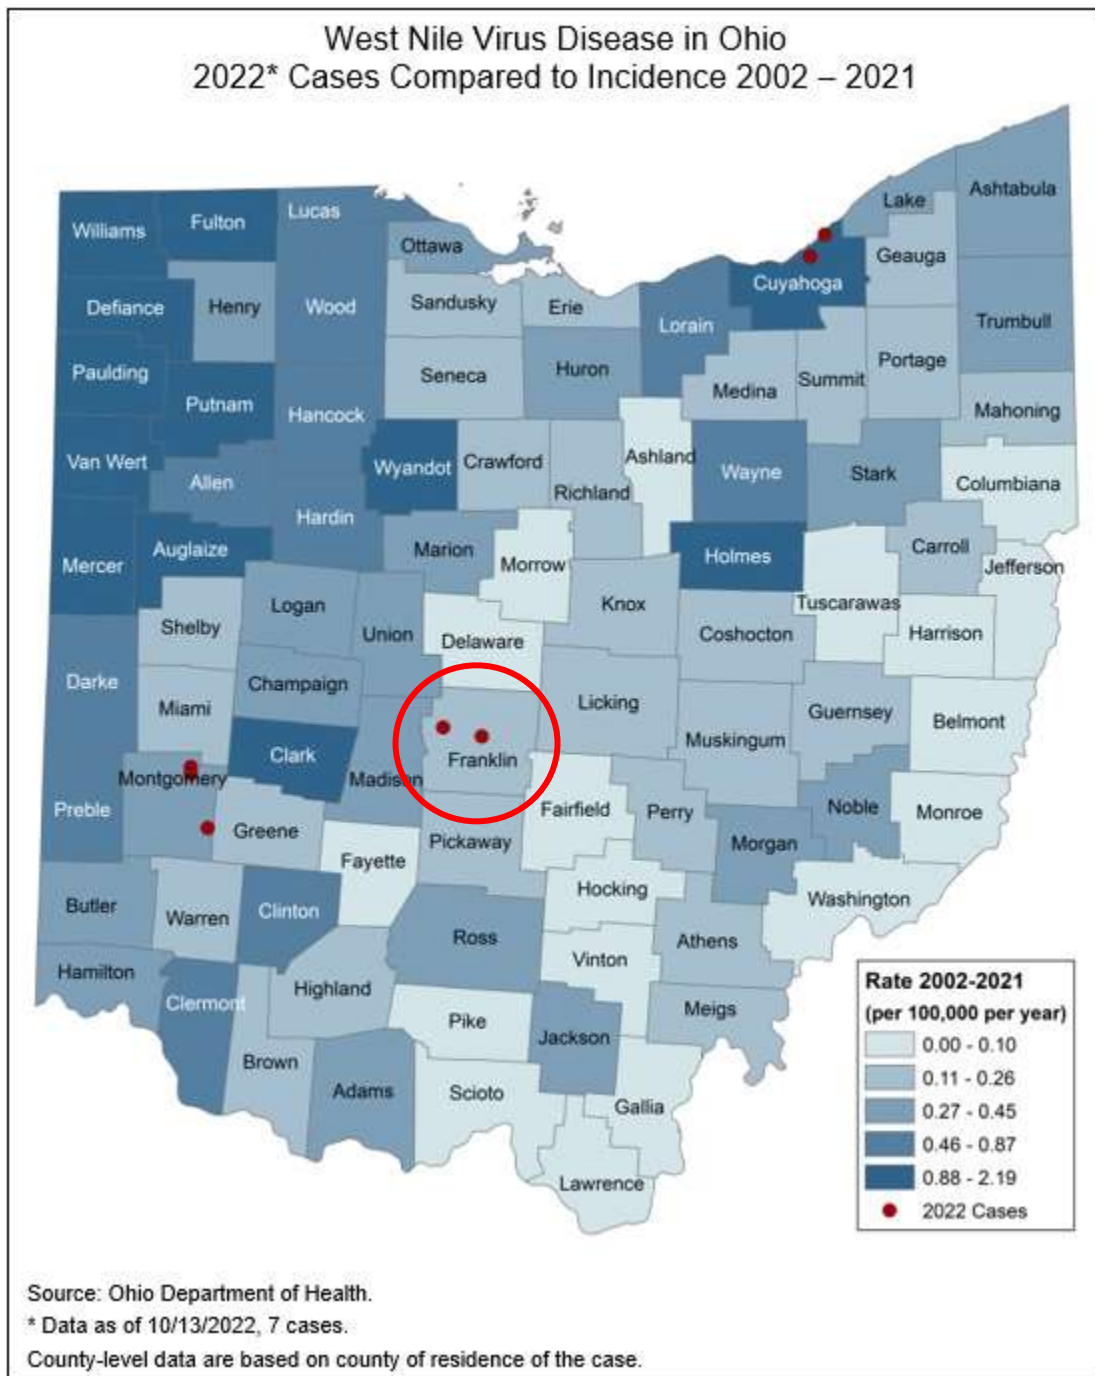 West Nile Virus Disease in Ohio
2022* Cases Compared to Incidence 2002 – 2021
Williams
Fulton
Lucas
Ottawa
Lake
Ashtabula
Geauga
Cuyahoga
Defiance
Henry
Wood
Sandusky
Erie
Lorain
Trumbull
Paulding
Putnam
Hancock
Seneca
Huron
Medina
Summit
Portage
Mahoning
Van Wert
Allen
Wyandot
Crawford
Richland
Ashland
Wayne
Stark
Columbiana
Mercer
Auglaize
Hardin
Marion
Morrow
Holmes
Carroll
Jefferson
Tuscarawas
Harrison
Shelby
Logan
Union
Delaware
Knox
Coshocton
Darke
Miami
Champaign
Licking
Muskingum
Guernsey
Belmont
Clark
Madison
Franklin
Montgomery
Preble
Greene
Fayette
Pickaway
Fairfield
Perry
Morgan
Noble
Monroe
Butler
Warren
Clinton
Ross
Hocking
Athens
Washington
Hamilton
Clermont
Highland
Vinton
Meigs
Brown
Adams
Pike
Jackson
Scioto
Gallia
Lawrence
Rate 2002-2021
(per 100,000 per year)
0.00 - 0.10
0.11 - 0.26
0.27 - 0.45
0.46 - 0.87
0.88 - 2.19
2022 Cases
Source: Ohio Department of Health.
* Data as of 10/13/2022, 7 cases.
County-level data are based on county of residence of the case.